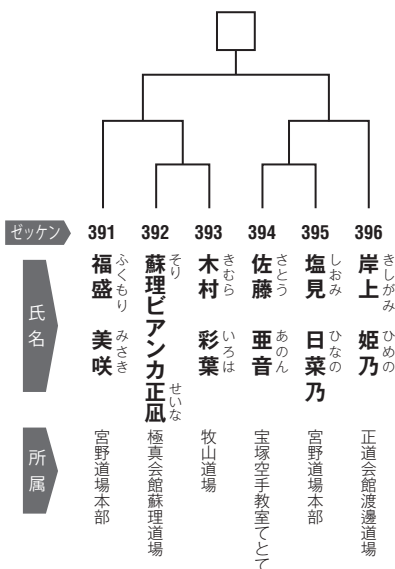 ゼッケン 391 392 393 394 395 396
氏名
福盛 美咲
ふくもり みさき
蘇理ビアンカ正凪
そり せいな
木村 彩葉
きむら いろは
佐藤 亜音
さとう あのん
塩見 日菜乃
しおみ ひなの
岸上 姫乃
きしがみ ひめの
所属
宮野道場本部
極真会館蘇理道場
牧山道場
宝塚空手教室てとて
宮野道場本部
正道会館渡邊道場